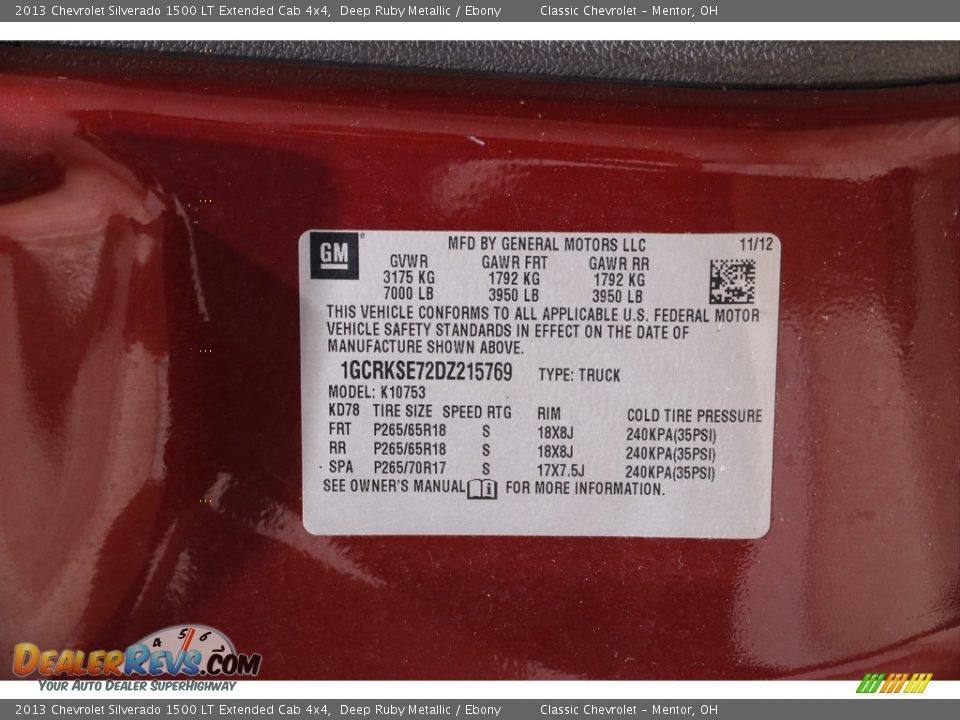 2013 Chevrolet Silverado 1500 LT Extended Cab 4x4, Deep Ruby Metallic / Ebony Classic Chevrolet - Mentor, OH
GM MFD BY GENERAL MOTORS LLC 11/12
GVWR GAWR FRT GAWR RR
3175 KG 1792 KG 1792 KG
7000 LB 3950 LB 3950 LB
THIS VEHICLE CONFORMS TO ALL APPLICABLE U.S. FEDERAL MOTOR
VEHICLE SAFETY STANDARDS IN EFFECT ON THE DATE OF
MANUFACTURE SHOWN ABOVE.
1GCRKSE72DZ215769 TYPE: TRUCK
MODEL: K10753
KD78 TIRE SIZE SPEED RTG RIM COLD TIRE PRESSURE
FRT P265/65R18 S 18X8J 240KPA(35PSI)
RR P265/65R18 S 18X8J 240KPA(35PSI)
SPA P265/70R17 S 17X7.5J 240KPA(35PSI)
SEE OWNER'S MANUAL FOR MORE INFORMATION.
4 5 6
DEALERREVS.COM
YOUR AUTO DEALER SUPERHIGHWAY
2013 Chevrolet Silverado 1500 LT Extended Cab 4x4, Deep Ruby Metallic / Ebony Classic Chevrolet - Mentor, OH